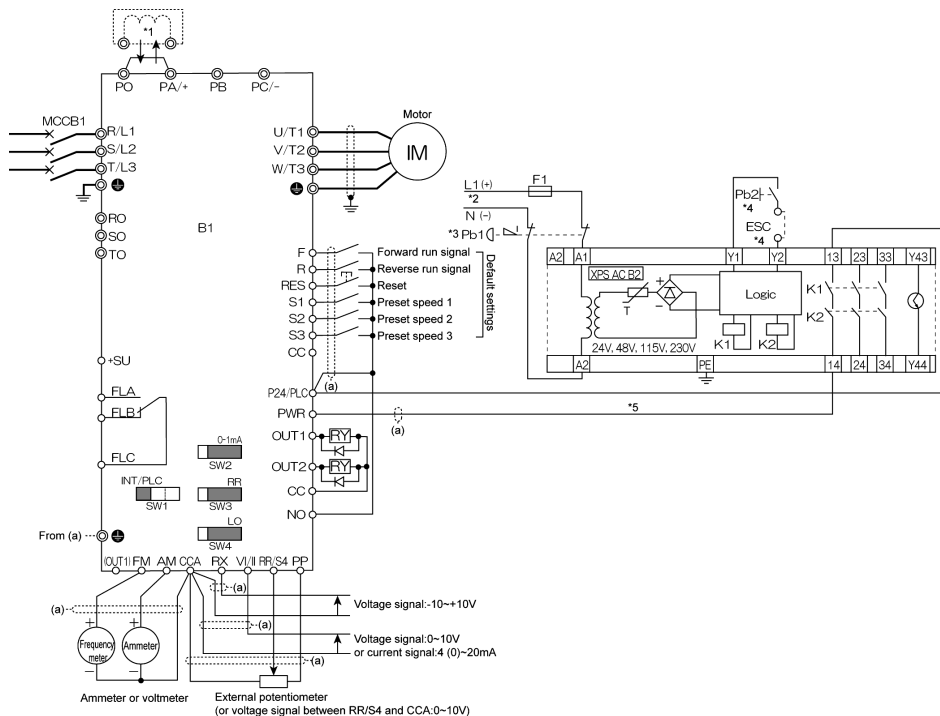 *1
PO PA/+ PB PC/-
MCCB1
R/L1
S/L2
T/L3
RO
SO
TO
B1
U/T1
V/T2
W/T3
Motor
IM
F
R
RES
S1
S2
S3
CC
Forward run signal
Reverse run signal
Reset
Preset speed 1
Preset speed 2
Preset speed 3
Default settings
(a)
+SU
FLA
FLB
FLC
P24/PLC
PWR
(a)
*5
OUT1
RY
OUT2
RY
CC
NO
0-1mA
SW2
INT/PLC
SW1
RR
SW3
LO
SW4
From (a)
(OUT1) FM AM CCA RX VI/II RR/S4 PP
(a)
(a)
(a)
(a)
Voltage signal:-10~+10V
Voltage signal:0~10V
or current signal:4 (0)~20mA
+
Frequency
meter
−
+
Ammeter
−
Ammeter or voltmeter
External potentiometer
(or voltage signal between RR/S4 and CCA:0~10V)
L1 (+)
*2
F1
N (−)
*3 Pb1
Pb2
*4
ESC
*4
A2 A1 Y1 Y2 13 23 33 Y43
XPS AC B2
T
+
Logic
K1
K2
K1
K2
24V, 48V, 115V, 230V
A2 PE 14 24 34 Y44